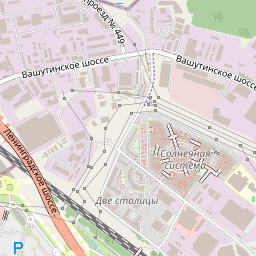 проезд № 449
Вашутинское шоссе
Вашутинское шоссе
Ленинградское шоссе
Солнечная
система
Две столицы
P